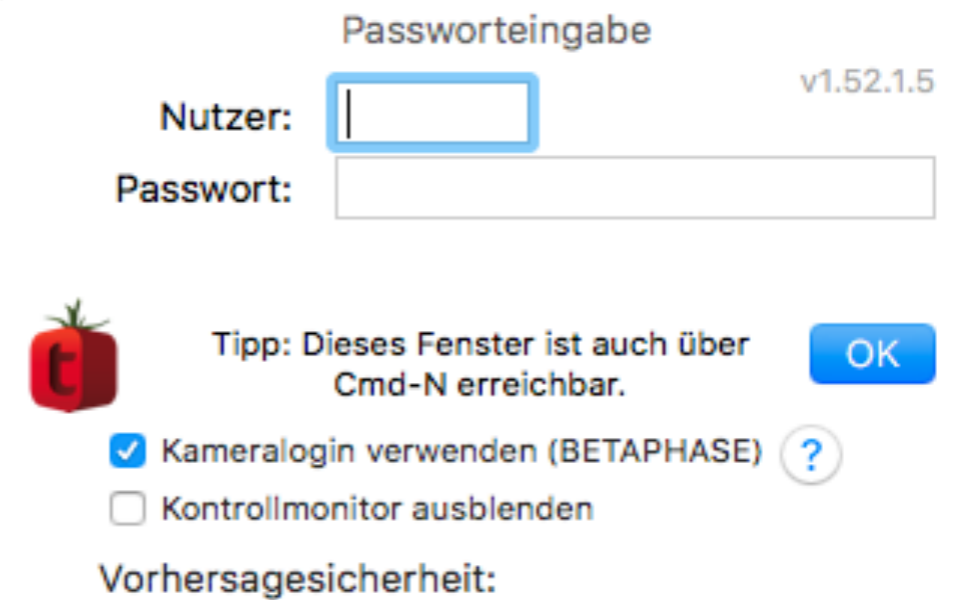 Passworteingabe
v1.52.1.5
Nutzer:
Passwort:
t
Tipp: Dieses Fenster ist auch über
Cmd-N erreichbar.
OK
Kameralogin verwenden (BETAPHASE) ?
Kontrollmonitor ausblenden
Vorhersagesicherheit: